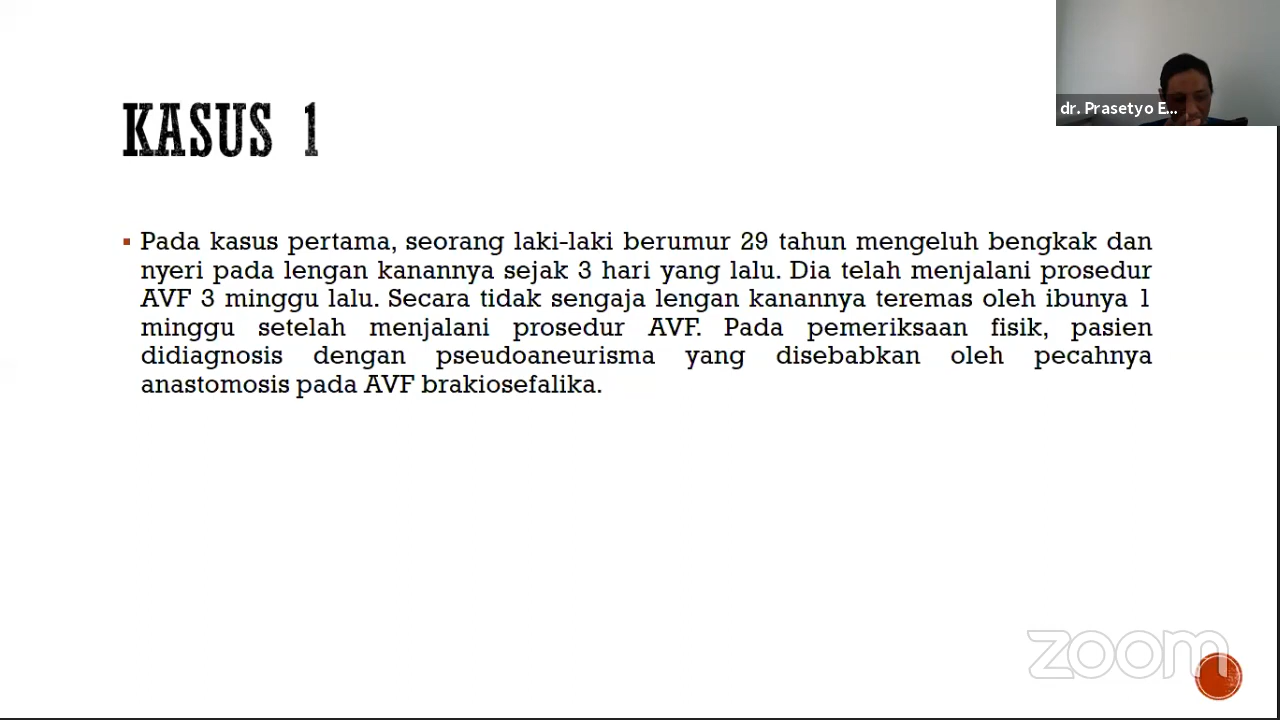 dr. Prasetyo E...
KASUS 1
Pada kasus pertama, seorang laki-laki berumur 29 tahun mengeluh bengkak dan
nyeri pada lengan kanannya sejak 3 hari yang lalu. Dia telah menjalani prosedur
AVF 3 minggu lalu. Secara tidak sengaja lengan kanannya teremas oleh ibunya 1
minggu setelah menjalani prosedur AVF. Pada pemeriksaan fisik, pasien
didiagnosis dengan pseudoaneurisma yang disebabkan oleh pecahnya
anastomosis pada AVF brakiosefalika.
zoom